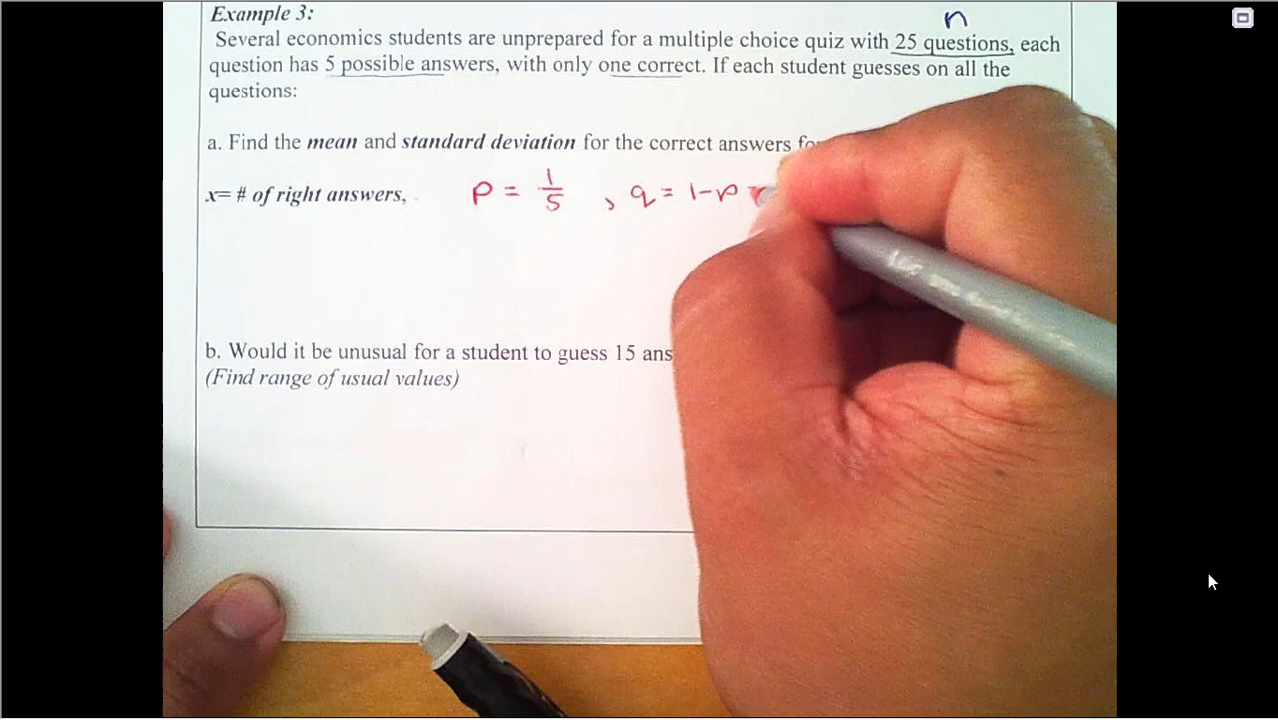 Example 3:
n
Several economics students are unprepared for a multiple choice quiz with 25 questions, each
question has 5 possible answers, with only one correct. If each student guesses on all the
questions:
a. Find the mean and standard deviation for the correct answers
x= # of right answers, p = 1/5 , q = 1-p
b. Would it be unusual for a student to guess 15
(Find range of usual values)